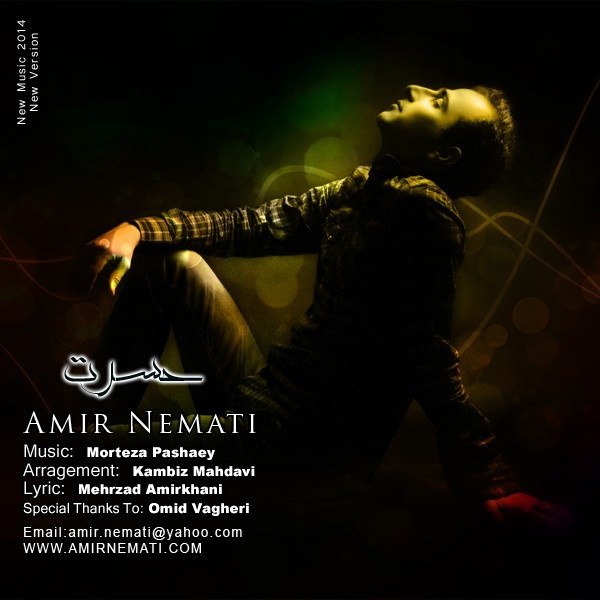 New Music 2014
New Version
حسرت
AMIR NEMATI
Music: Morteza Pashaey
Arragement: Kambiz Mahdavi
Lyric: Mehrzad Amirkhani
Special Thanks To: Omid Vagheri
Email:amir.nemati@yahoo.com
WWW.AMIRNEMATI.COM